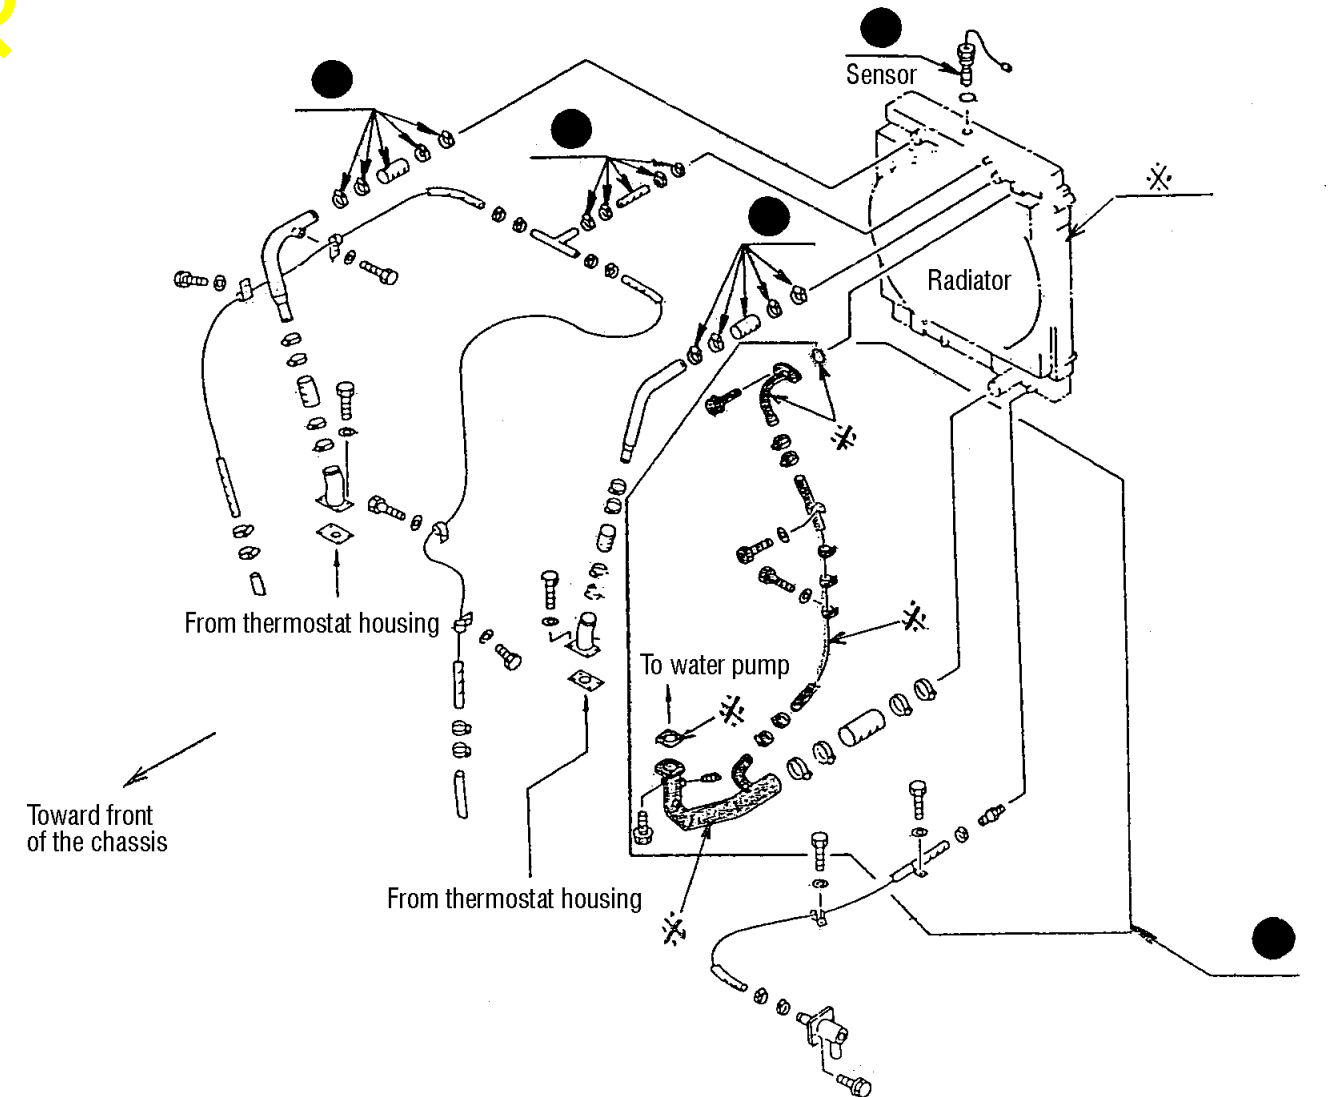 Sensor
Radiator
※
※
From thermostat housing
※
To water pump
※
Toward front
of the chassis
From thermostat housing
※